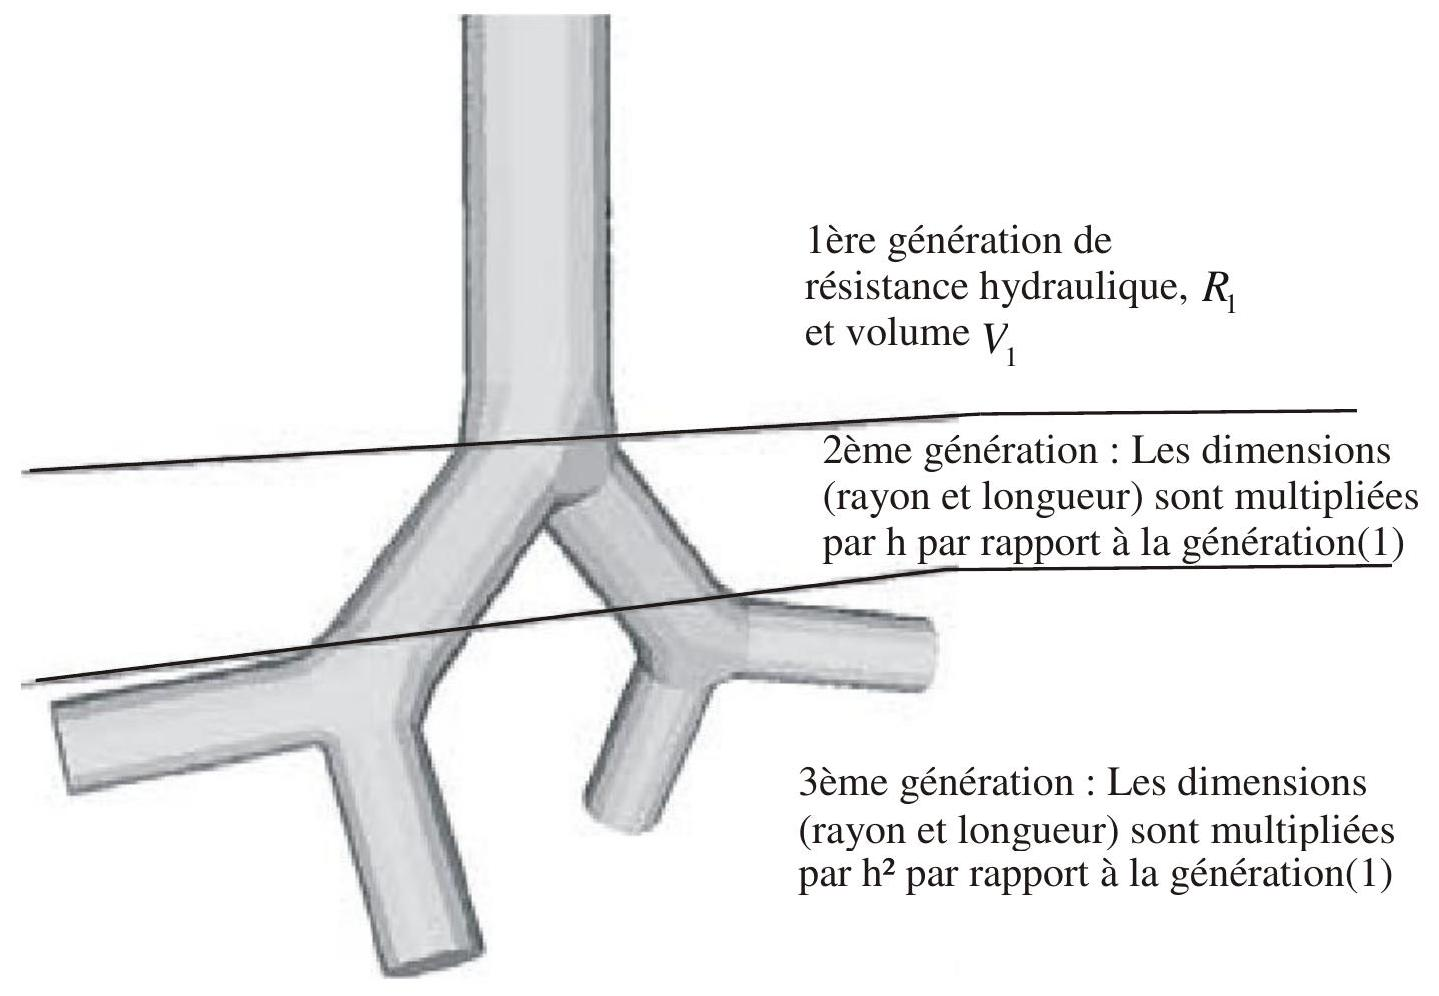 1ère génération de
résistance hydraulique, R1
et volume V1
2ème génération : Les dimensions
(rayon et longueur) sont multipliées
par h par rapport à la génération(1)
3ème génération : Les dimensions
(rayon et longueur) sont multipliées
par h² par rapport à la génération(1)